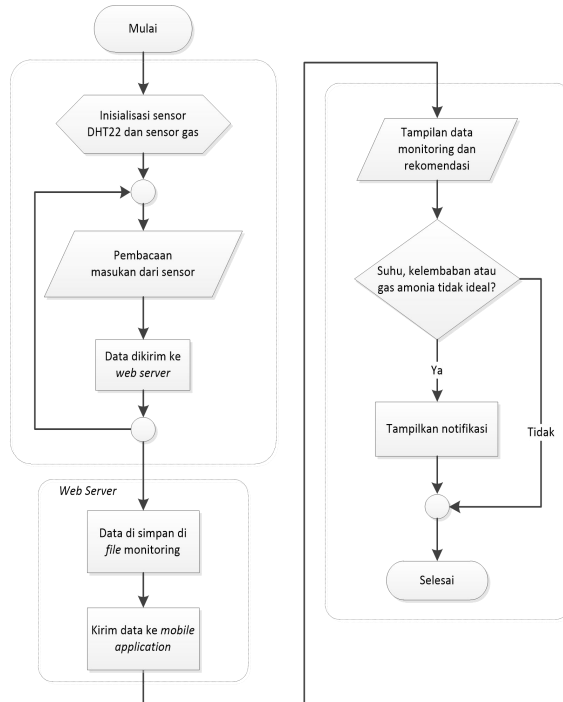 Mulai
Inisialisasi sensor
DHT22 dan sensor gas
Pembacaan
masukan dari sensor
Data dikirim ke
web server
Web Server
Data di simpan di
file monitoring
Kirim data ke mobile
application
Tampilan data
monitoring dan
rekomendasi
Suhu, kelembaban atau
gas amonia tidak ideal?
Ya
Tampilkan notifikasi
Tidak
Selesai